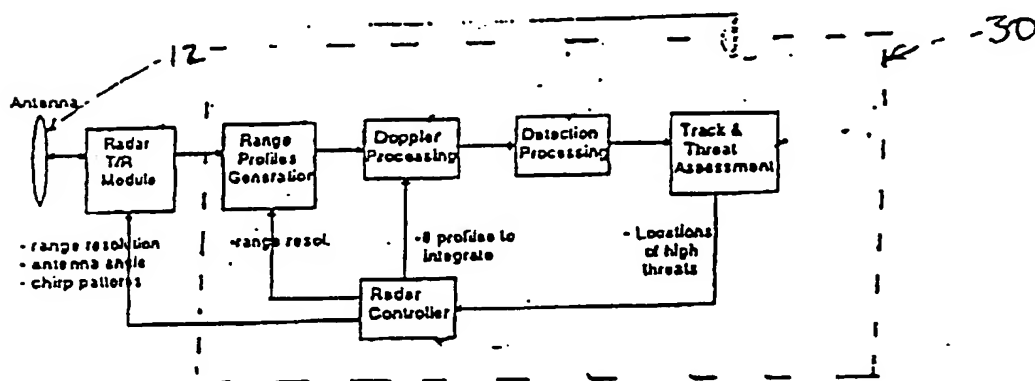 12
30
Antenna
Radar
T/R
Module
Range
Profiles
Generation
Doppler
Processing
Detection
Processing
Track &
Threat
Assessment
- range resolution
- antenna angle
- chirp patterns
-range resol.
-# profiles to
integrate
- Locations
of high
threats
Radar
Controller